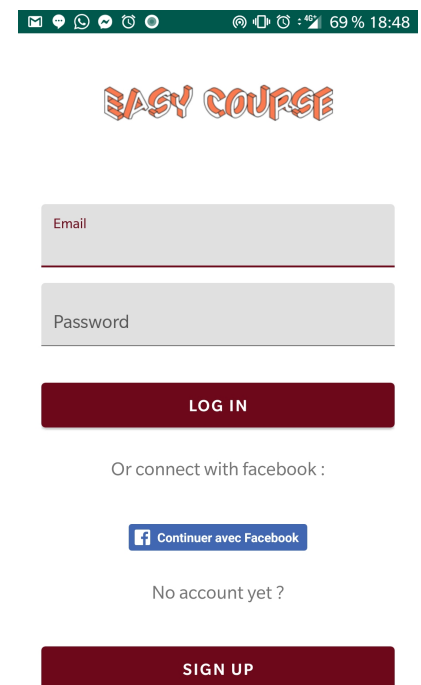 4G+ 69 % 18:48
EASY COURSE
Email
Password
LOG IN
Or connect with facebook :
Continuer avec Facebook
No account yet ?
SIGN UP